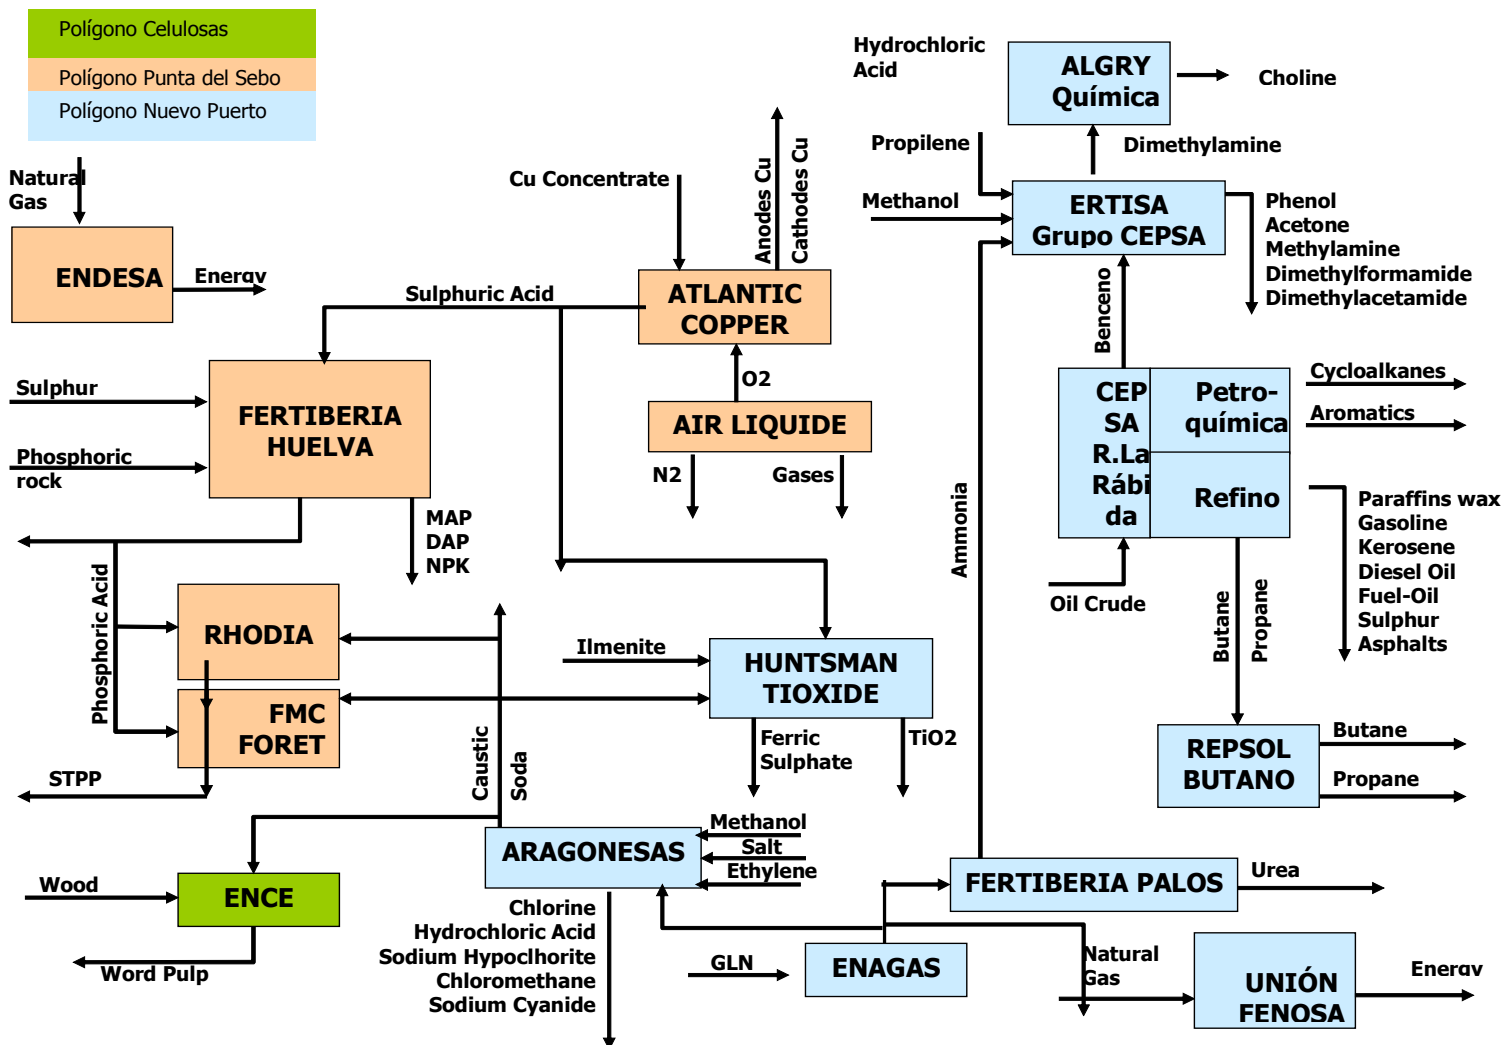 Polígono Celulosas
Polígono Punta del Sebo
Polígono Nuevo Puerto
Hydrochloric
Acid
ALGRY
Química
Choline
Propilene
Dimethylamine
Natural
Gas
Cu Concentrate
Anodes Cu
Cathodes Cu
Methanol
ERTISA
Grupo CEPSA
Phenol
Acetone
Methylamine
Dimethylformamide
Dimethylacetamide
ENDESA
Energy
Sulphuric Acid
ATLANTIC
COPPER
Benceno
O2
Sulphur
FERTIBERIA
HUELVA
AIR LIQUIDE
CEP
SA
R.La
Rábi
da
Petro-
química
Refino
Cycloalkanes
Aromatics
Phosphoric
rock
N2
Gases
MAP
DAP
NPK
Ammonia
Paraffins wax
Gasoline
Kerosene
Diesel Oil
Fuel-Oil
Sulphur
Asphalts
Oil Crude
Butane
Propane
Phosphoric Acid
RHODIA
Ilmenite
HUNTSMAN
TIOXIDE
FMC
FORET
Caustic
Soda
Ferric
Sulphate
TiO2
REPSOL
BUTANO
Butane
Propane
STPP
Methanol
Salt
Ethylene
ARAGONESAS
Wood
ENCE
FERTIBERIA PALOS
Urea
Chlorine
Hydrochloric Acid
Sodium Hypoclhorite
Chloromethane
Sodium Cyanide
Word Pulp
GLN
ENAGAS
Natural
Gas
UNIÓN
FENOSA
Energy